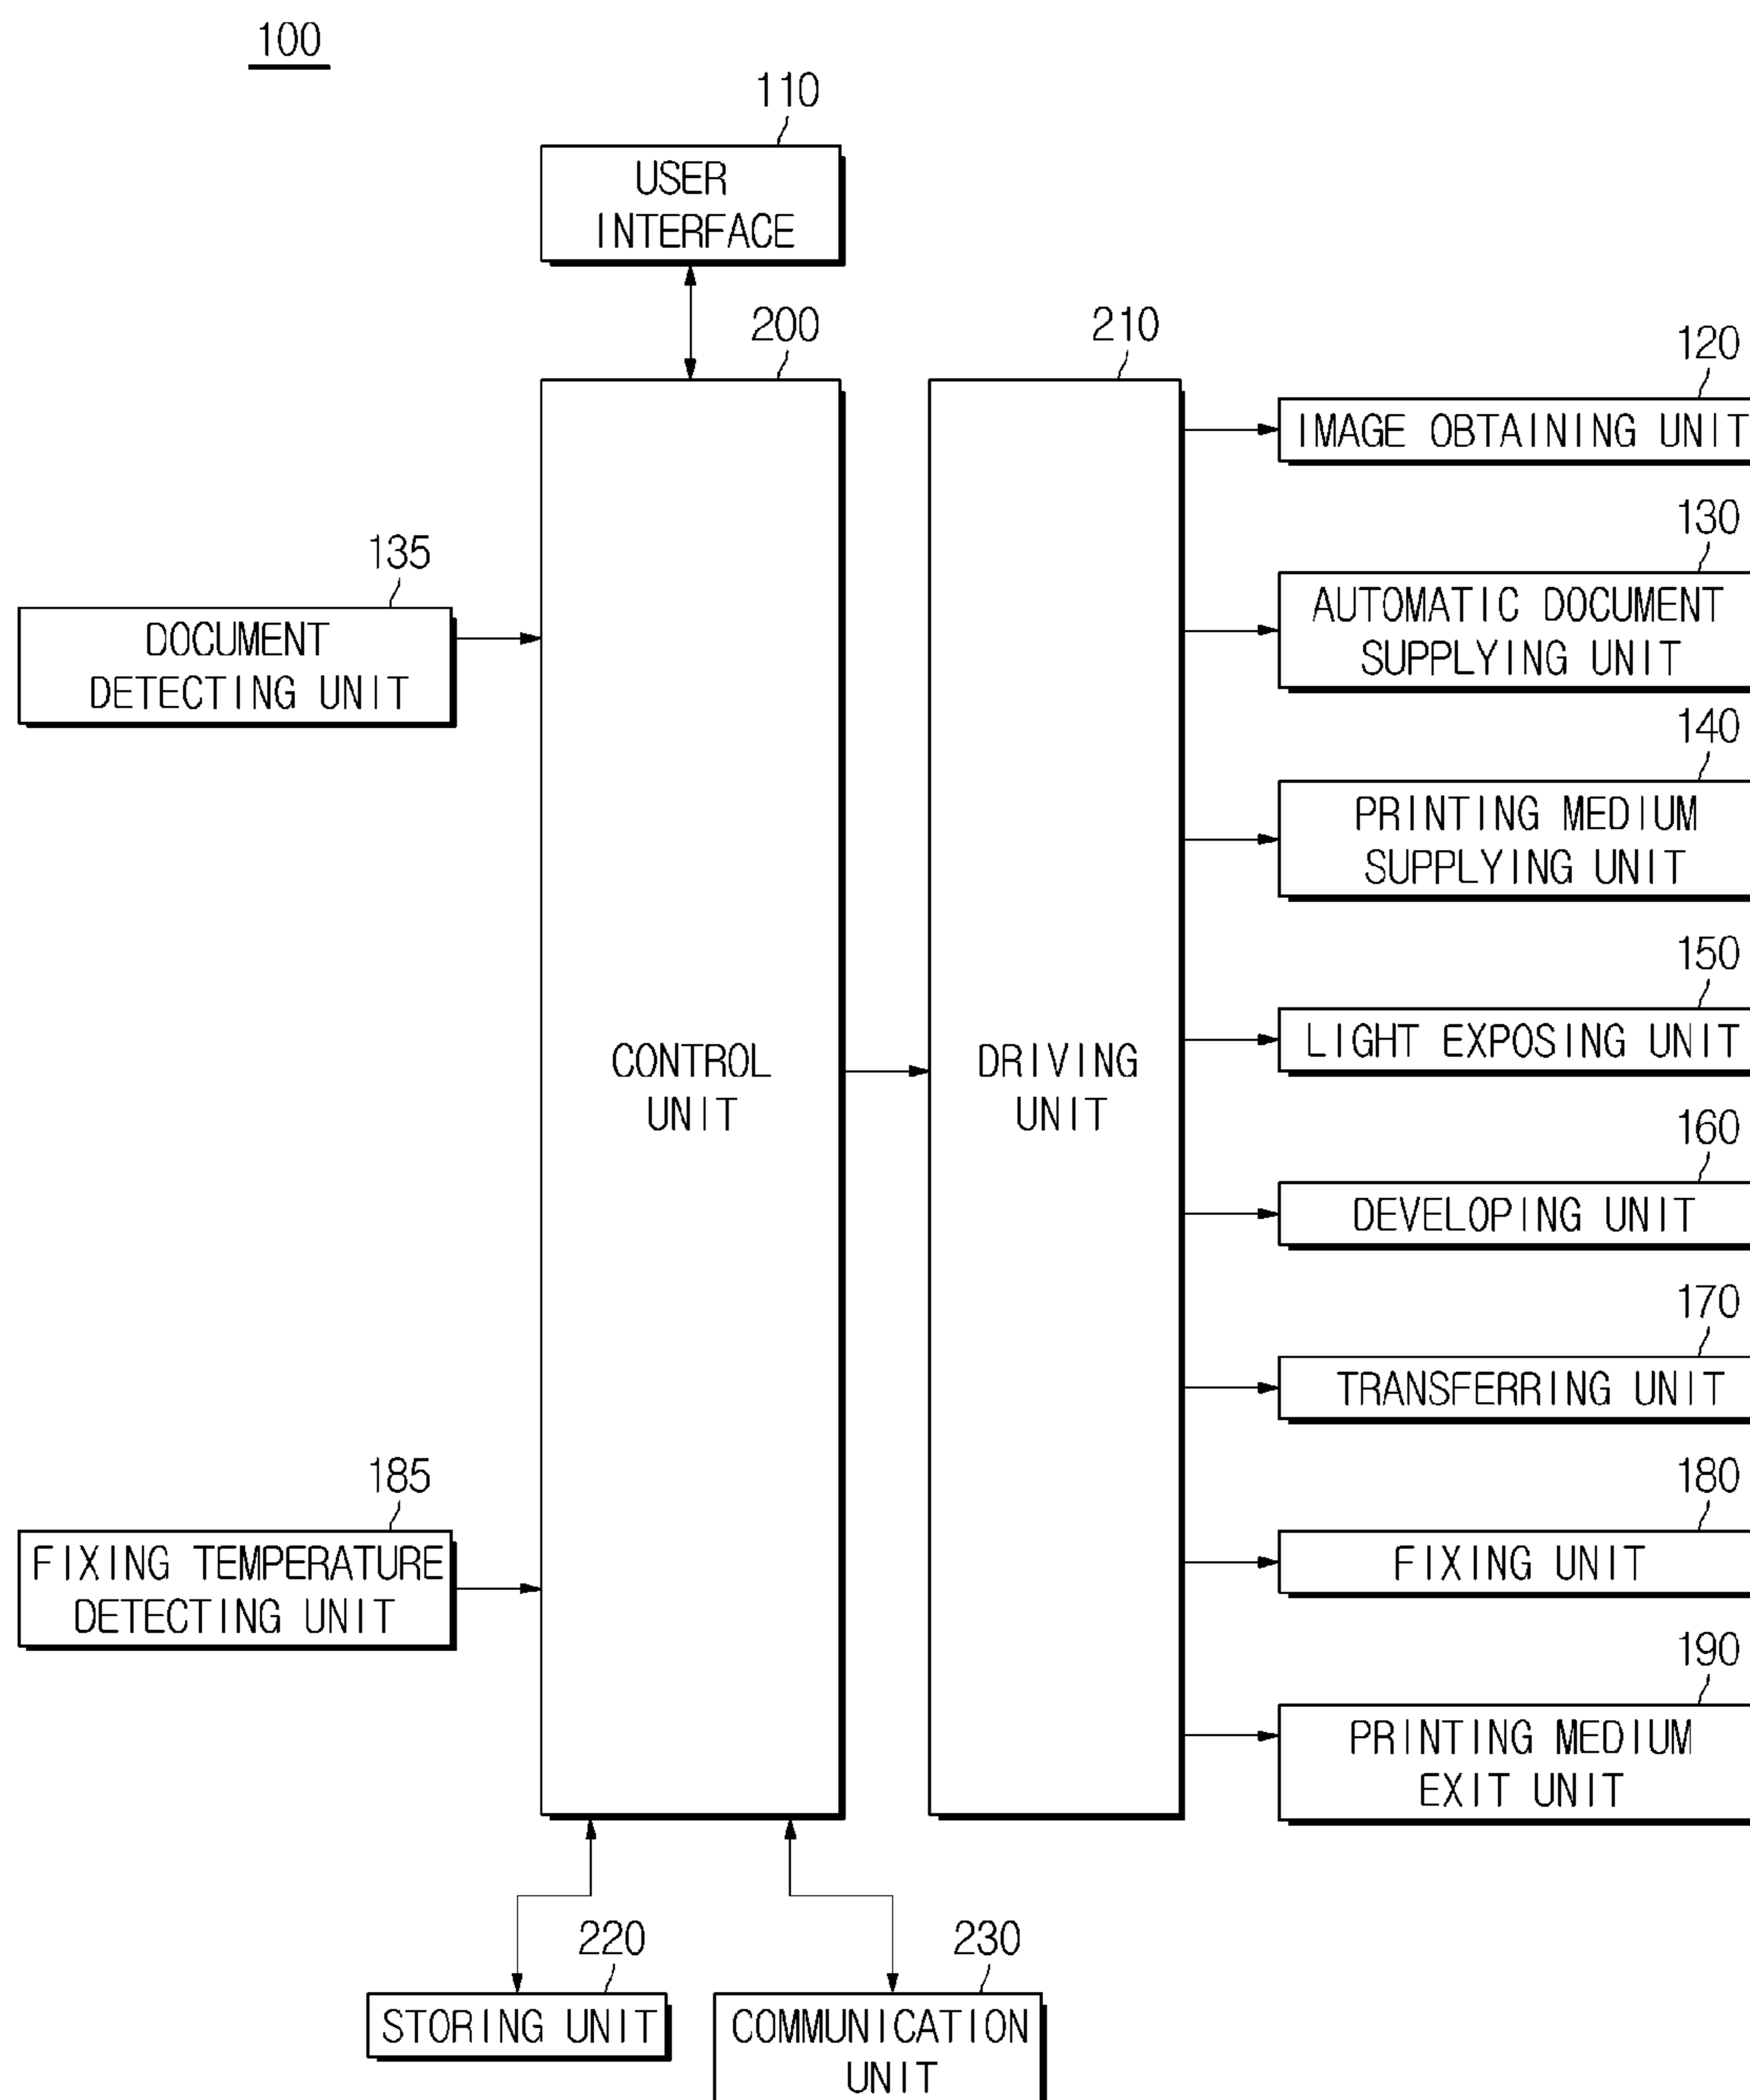 100
110
USER
INTERFACE
200
210
120
IMAGE OBTAINING UNIT
135
DOCUMENT
DETECTING UNIT
130
AUTOMATIC DOCUMENT
SUPPLYING UNIT
140
PRINTING MEDIUM
SUPPLYING UNIT
150
LIGHT EXPOSING UNIT
CONTROL
UNIT
DRIVING
UNIT
160
DEVELOPING UNIT
170
TRANSFERRING UNIT
185
FIXING TEMPERATURE
DETECTING UNIT
180
FIXING UNIT
190
PRINTING MEDIUM
EXIT UNIT
220
STORING UNIT
230
COMMUNICATION
UNIT